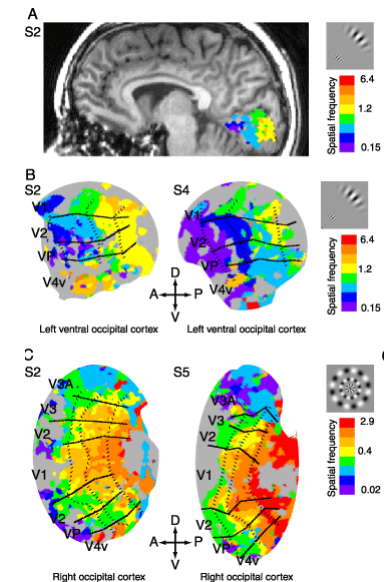 A
S2
Spatial frequency
6.4
1.2
0.15
B
S2
V1
V2
VP
V4v
S4
V1
V2
VP
V4v
Spatial frequency
6.4
1.2
0.15
D
A P
V
Left ventral occipital cortex
Left ventral occipital cortex
C
S2
V3A
V3
V2
V1
V2
VP
V4v
S5
V3A
V3
V2
V1
V2
VP
V4v
Spatial frequency
2.9
0.4
0.02
D
A P
V
Right occipital cortex
Right occipital cortex